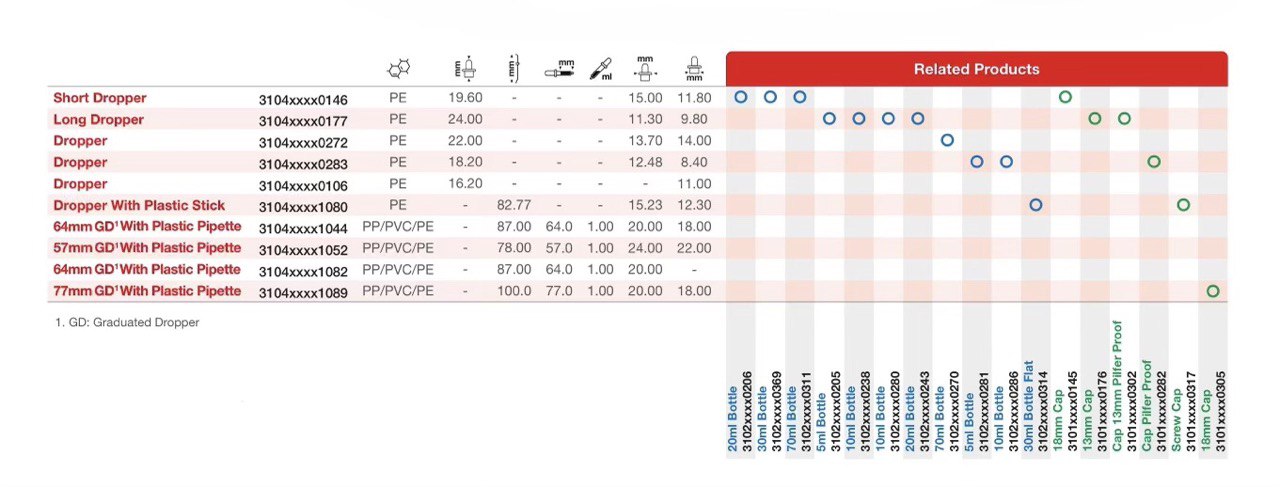 mm mm mm ml mm mm
Related Products
Short Dropper 3104xxxx0146 PE 19.60 - - - 15.00 11.80
Long Dropper 3104xxxx0177 PE 24.00 - - - 11.30 9.80
Dropper 3104xxxx0272 PE 22.00 - - - 13.70 14.00
Dropper 3104xxxx0283 PE 18.20 - - - 12.48 8.40
Dropper 3104xxxx0106 PE 16.20 - - - - 11.00
Dropper With Plastic Stick 3104xxxx1080 PE - 82.77 - - 15.23 12.30
64mm GD¹ With Plastic Pipette 3104xxxx1044 PP/PVC/PE - 87.00 64.0 1.00 20.00 18.00
57mm GD¹ With Plastic Pipette 3104xxxx1052 PP/PVC/PE - 78.00 57.0 1.00 24.00 22.00
64mm GD¹ With Plastic Pipette 3104xxxx1082 PP/PVC/PE - 87.00 64.0 1.00 20.00 -
77mm GD¹ With Plastic Pipette 3104xxxx1089 PP/PVC/PE - 100.0 77.0 1.00 20.00 18.00
1. GD: Graduated Dropper
20ml Bottle
3102xxxx0206
30ml Bottle
3102xxxx0369
70ml Bottle
3102xxxx0311
5ml Bottle
3102xxxx0205
10ml Bottle
3102xxxx0238
10ml Bottle
3102xxxx0280
20ml Bottle
3102xxxx0243
70ml Bottle
3102xxxx0270
5ml Bottle
3102xxxx0281
10ml Bottle
3102xxxx0286
30ml Bottle Flat
3102xxxx0314
18mm Cap
3101xxxx0145
13mm Cap
3101xxxx0176
Cap 13mm Pilfer Proof
3101xxxx0302
Cap Pilfer Proof
3101xxxx0282
Screw Cap
3101xxxx0317
18mm Cap
3101xxxx0305